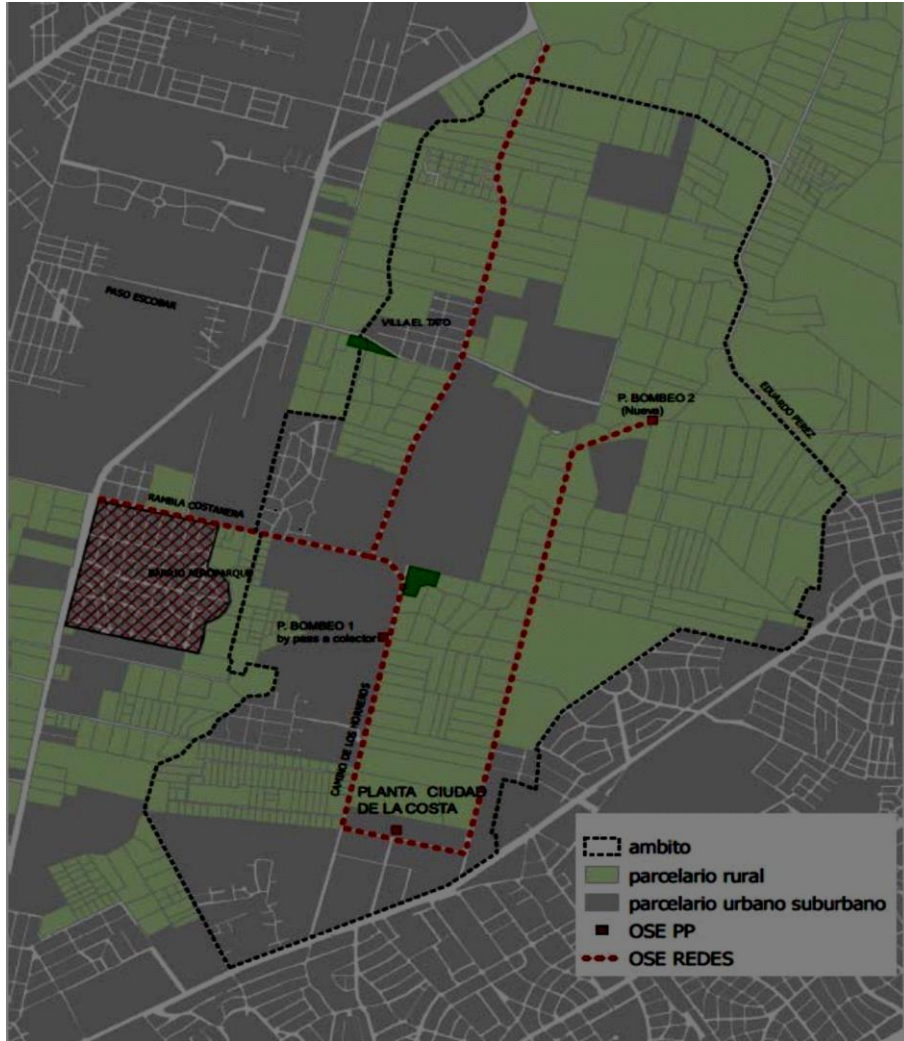 PASO ESCOBAR
VILLA EL TATO
P. BOMBEO 2
(Nueva)
EDUARDO PEREZ
RAMBLA COSTANERA
BARRIO AEROPARQUE
P. BOMBEO 1
by pass a colector
CAMINO DE LOS HORNEROS
PLANTA CIUDAD
DE LA COSTA
ambito
parcelario rural
parcelario urbano suburbano
OSE PP
OSE REDES